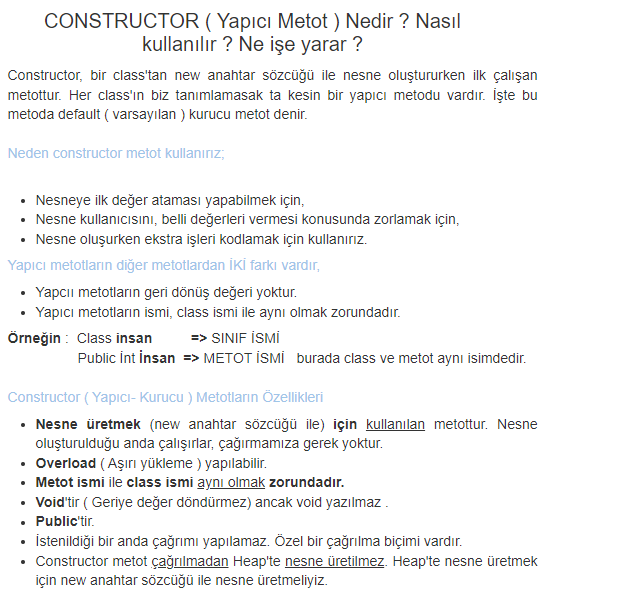 CONSTRUCTOR ( Yapıcı Metot ) Nedir ? Nasıl
kullanılır ? Ne işe yarar ?
Constructor, bir class'tan new anahtar sözcüğü ile nesne oluştururken ilk çalışan
metottur. Her class'ın biz tanımlamasak ta kesin bir yapıcı metodu vardır. İşte bu
metoda default ( varsayılan ) kurucu metot denir.
Neden constructor metot kullanırız;
• Nesneye ilk değer ataması yapabilmek için,
• Nesne kullanıcısını, belli değerleri vermesi konusunda zorlamak için,
• Nesne oluşurken ekstra işleri kodlamak için kullanırız.
Yapıcı metotların diğer metotlardan İKİ farkı vardır,
• Yapcıı metotların geri dönüş değeri yoktur.
• Yapıcı metotların ismi, class ismi ile aynı olmak zorundadır.
Örneğin : Class insan => SINIF İSMİ
Public İnt İnsan => METOT İSMİ burada class ve metot aynı isimdedir.
Constructor ( Yapıcı- Kurucu ) Metotların Özellikleri
• Nesne üretmek (new anahtar sözcüğü ile) için kullanılan metottur. Nesne
oluşturulduğu anda çalışırlar, çağırmamıza gerek yoktur.
• Overload ( Aşırı yükleme ) yapılabilir.
• Metot ismi ile class ismi aynı olmak zorundadır.
• Void'tir ( Geriye değer döndürmez) ancak void yazılmaz .
• Public'tir.
• İstenildiği bir anda çağrımı yapılamaz. Özel bir çağrılma biçimi vardır.
• Constructor metot çağrılmadan Heap'te nesne üretilmez. Heap'te nesne üretmek
için new anahtar sözcüğü ile nesne üretmeliyiz.